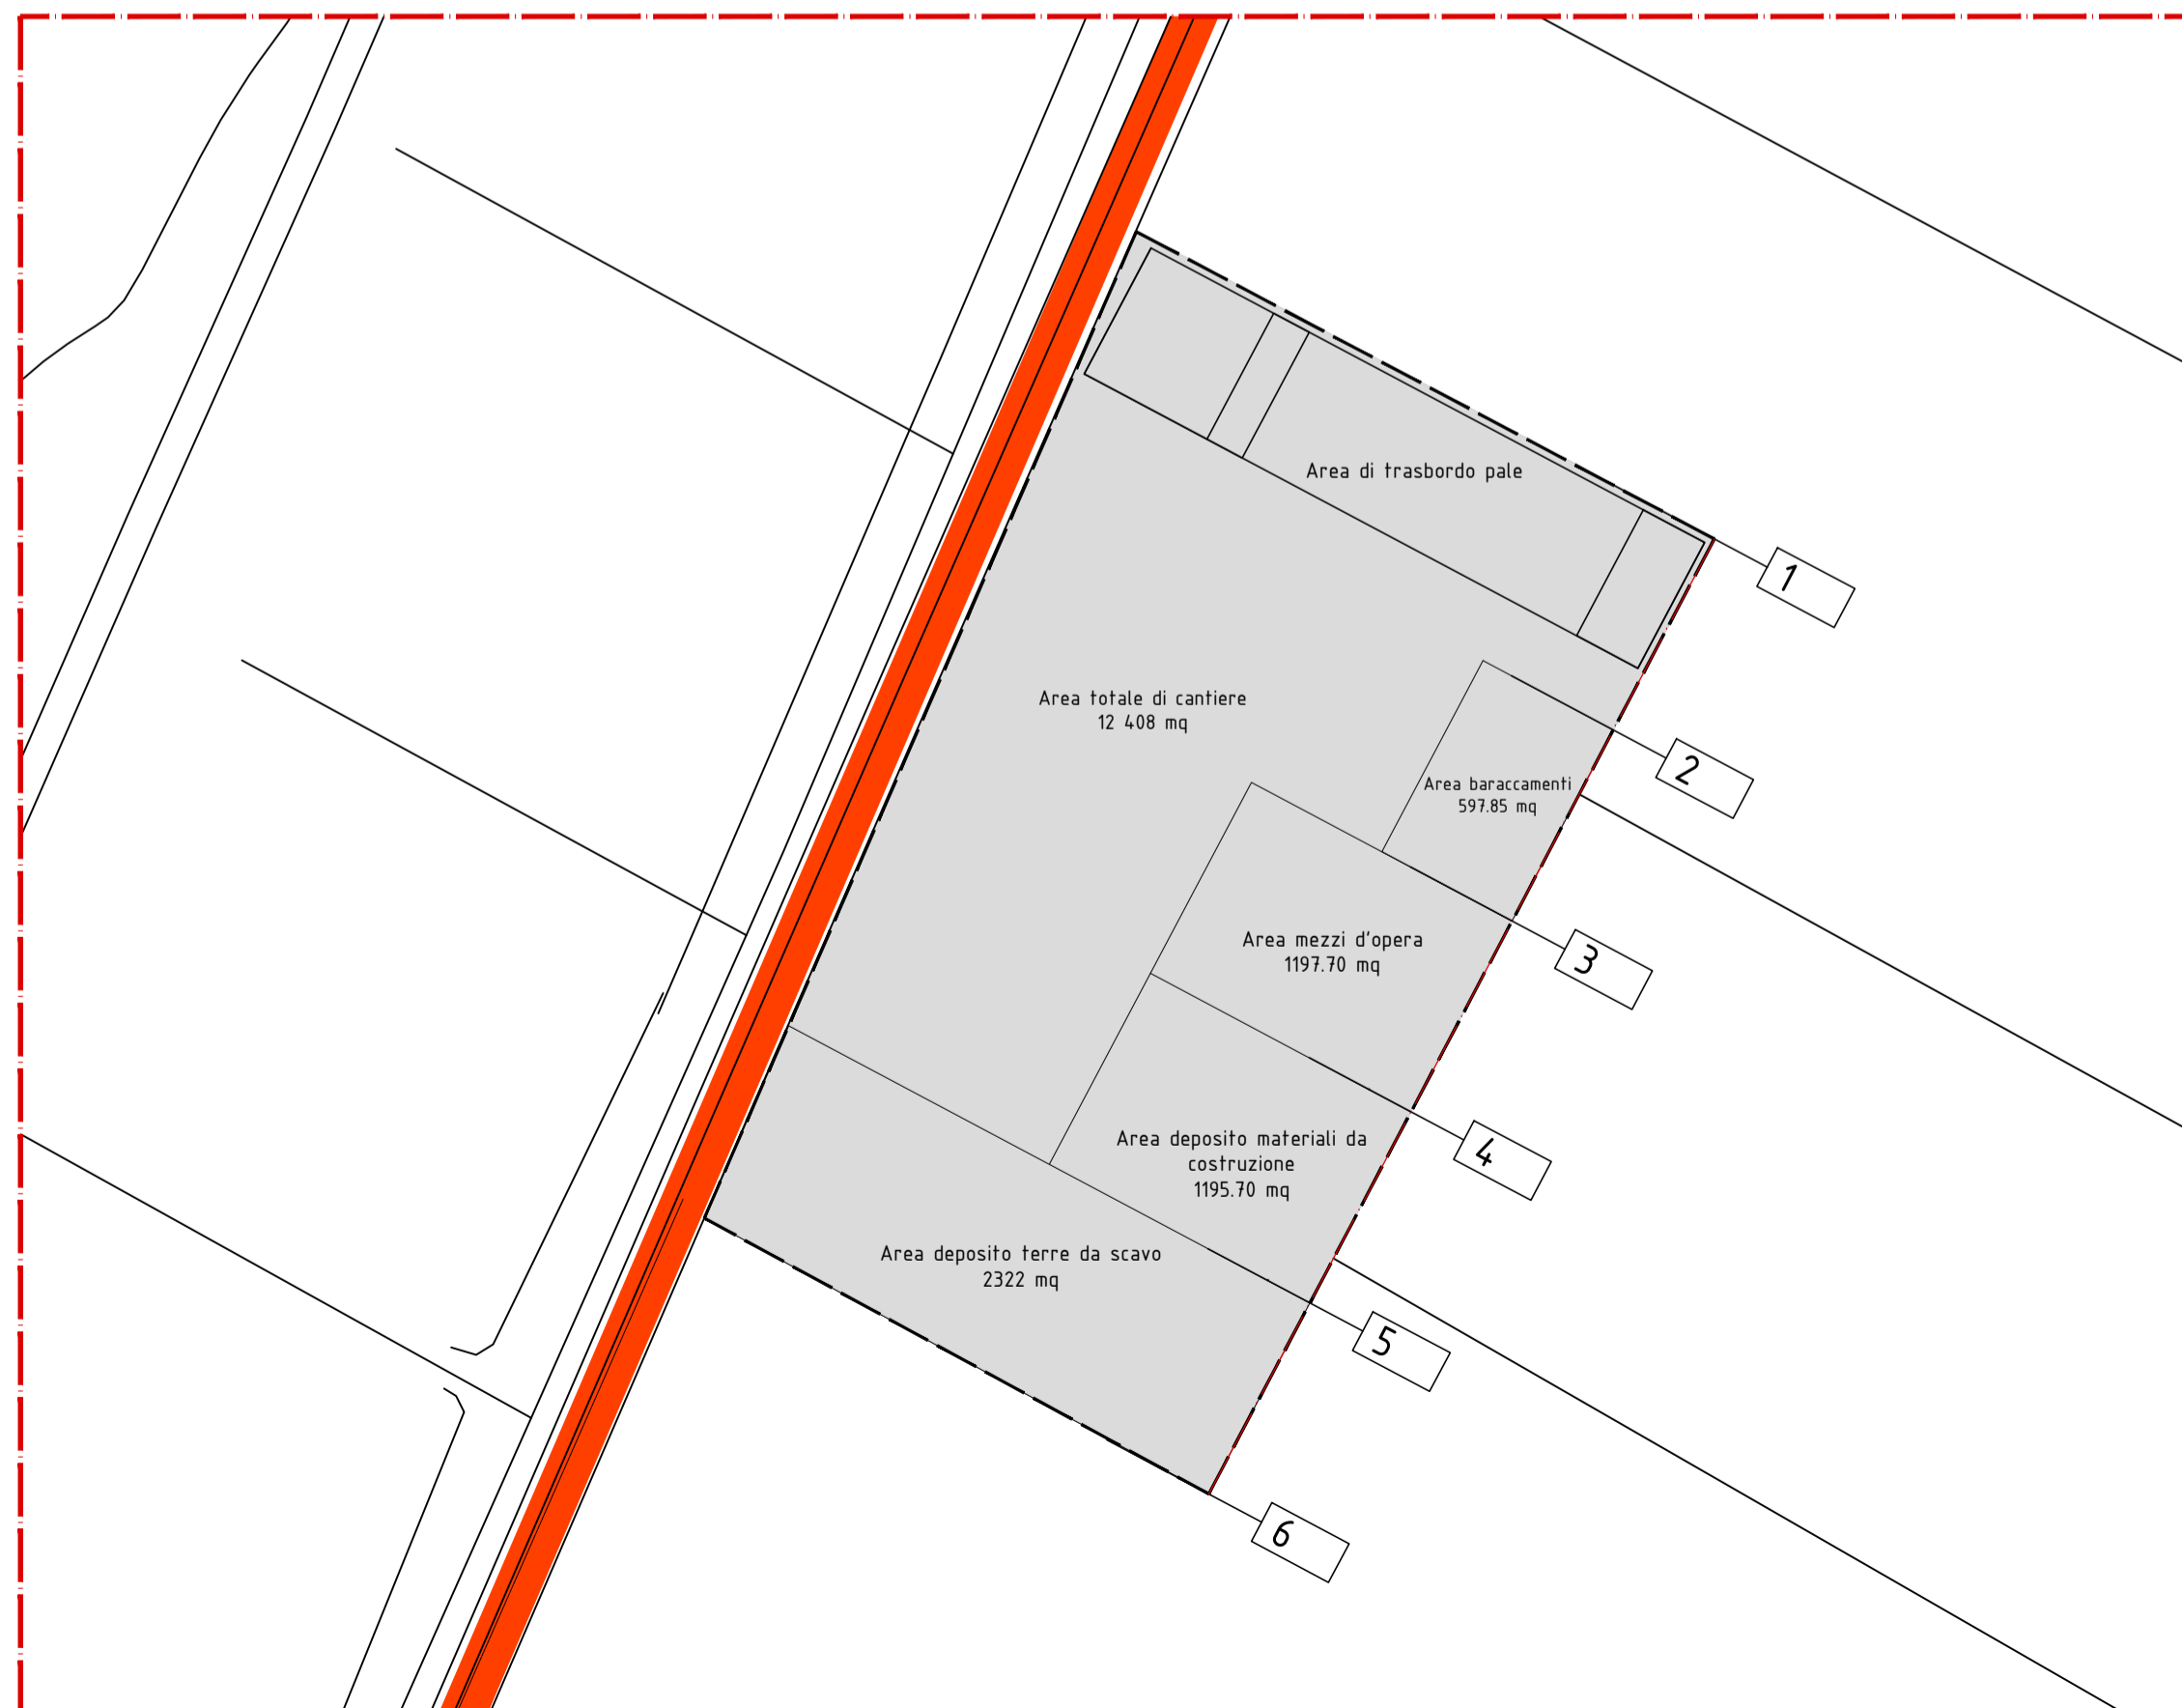 Area di trasbordo pale
1
Area totale di cantiere
12 408 mq
2
Area baraccamenti
597.85 mq
Area mezzi d'opera
1197.70 mq
3
Area deposito materiali da
costruzione
1195.70 mq
4
Area deposito terre da scavo
2322 mq
5
6